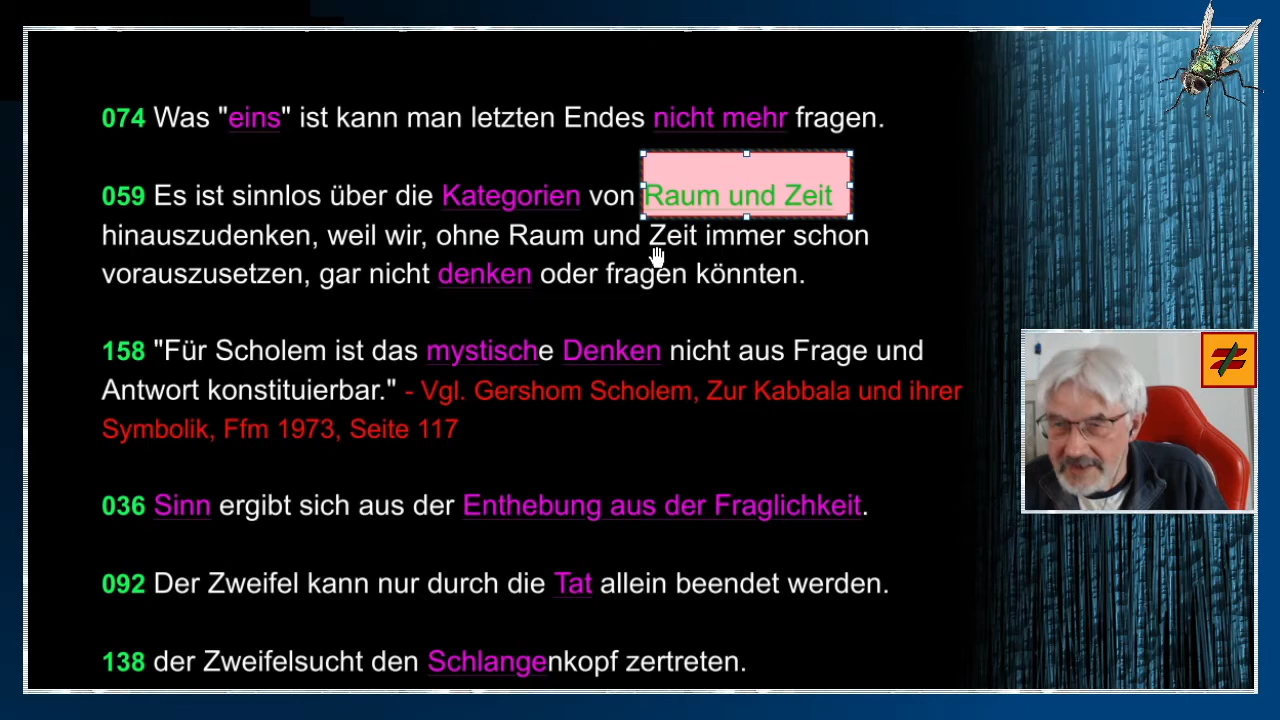 074 Was "eins" ist kann man letzten Endes nicht mehr fragen.
059 Es ist sinnlos über die Kategorien von Raum und Zeit
hinauszudenken, weil wir, ohne Raum und Zeit immer schon
vorauszusetzen, gar nicht denken oder fragen könnten.
158 "Für Scholem ist das mystische Denken nicht aus Frage und
Antwort konstituierbar." - Vgl. Gershom Scholem, Zur Kabbala und ihrer
Symbolik, Ffm 1973, Seite 117
036 Sinn ergibt sich aus der Enthebung aus der Fraglichkeit.
092 Der Zweifel kann nur durch die Tat allein beendet werden.
138 der Zweifelsucht den Schlangenkopf zertreten.